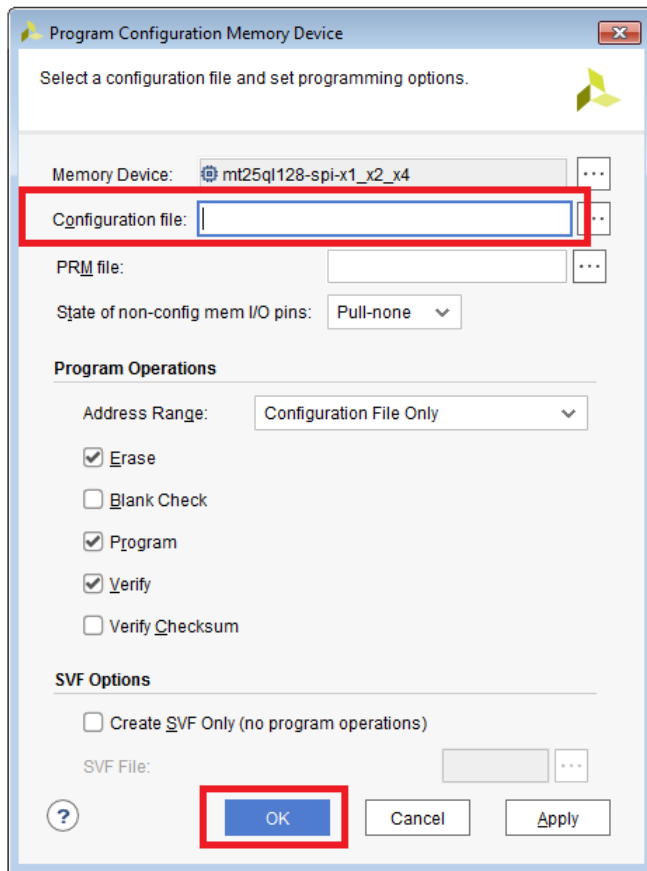 Program Configuration Memory Device
Select a configuration file and set programming options.
Memory Device: mt25ql128-spi-x1_x2_x4 ...
Configuration file: ...
PRM file: ...
State of non-config mem I/O pins: Pull-none
Program Operations
Address Range: Configuration File Only
Erase
Blank Check
Program
Verify
Verify Checksum
SVF Options
Create SVF Only (no program operations)
SVF File: ...
? OK Cancel Apply